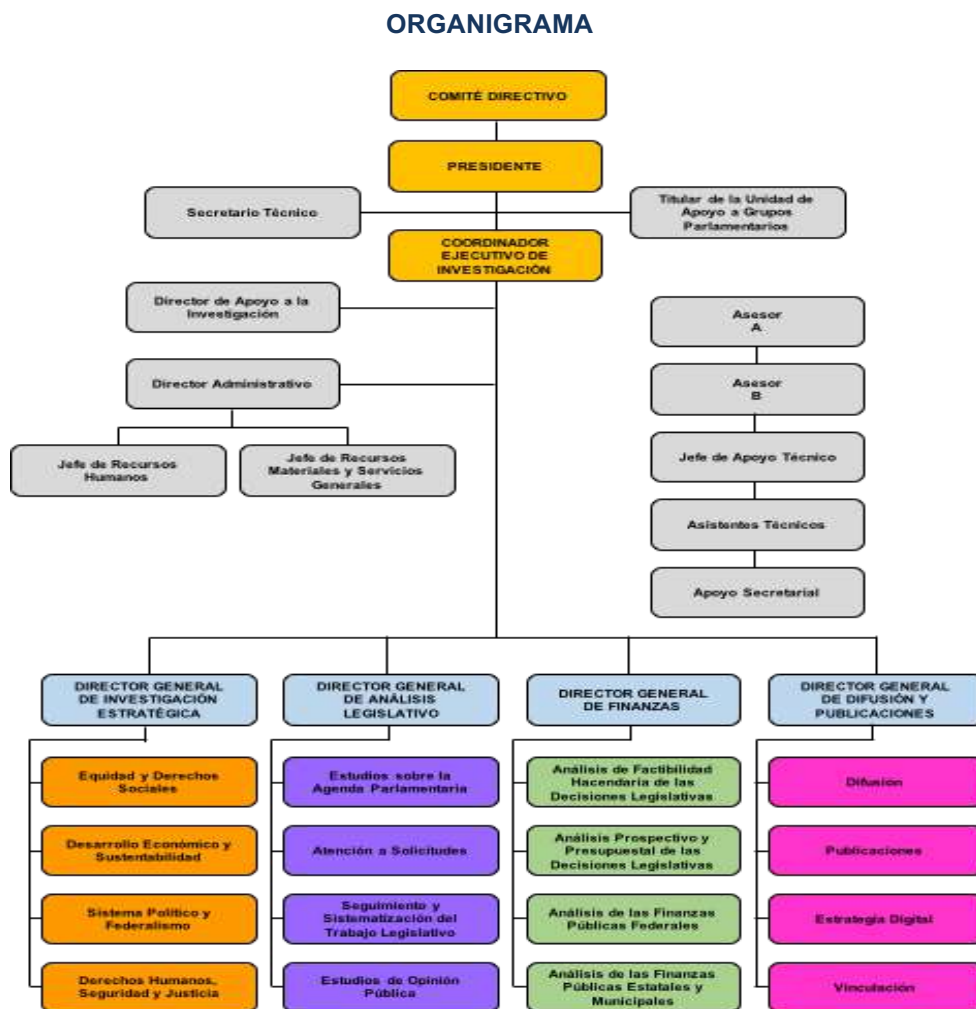 ORGANIGRAMA
COMITÉ DIRECTIVO
PRESIDENTE
Secretario Técnico
Titular de la Unidad de
Apoyo a Grupos
Parlamentarios
COORDINADOR
EJECUTIVO DE
INVESTIGACIÓN
Director de Apoyo a la
Investigación
Director Administrativo
Jefe de Recursos
Humanos
Jefe de Recursos
Materiales y Servicios
Generales
Asesor
A
Asesor
B
Jefe de Apoyo Técnico
Asistentes Técnicos
Apoyo Secretarial
DIRECTOR GENERAL
DE INVESTIGACIÓN
ESTRATÉGICA
Equidad y Derechos
Sociales
Desarrollo Económico y
Sustentabilidad
Sistema Político y
Federalismo
Derechos Humanos,
Seguridad y Justicia
DIRECTOR GENERAL
DE ANÁLISIS
LEGISLATIVO
Estudios sobre la
Agenda Parlamentaria
Atención a Solicitudes
Seguimiento y
Sistematización del
Trabajo Legislativo
Estudios de Opinión
Pública
DIRECTOR GENERAL
DE FINANZAS
Análisis de Factibilidad
Hacendaria de las
Decisiones Legislativas
Análisis Prospectivo y
Presupuestal de las
Decisiones Legislativas
Análisis de las Finanzas
Públicas Federales
Análisis de las Finanzas
Públicas Estatales y
Municipales
DIRECTOR GENERAL
DE DIFUSIÓN Y
PUBLICACIONES
Difusión
Publicaciones
Estrategia Digital
Vinculación